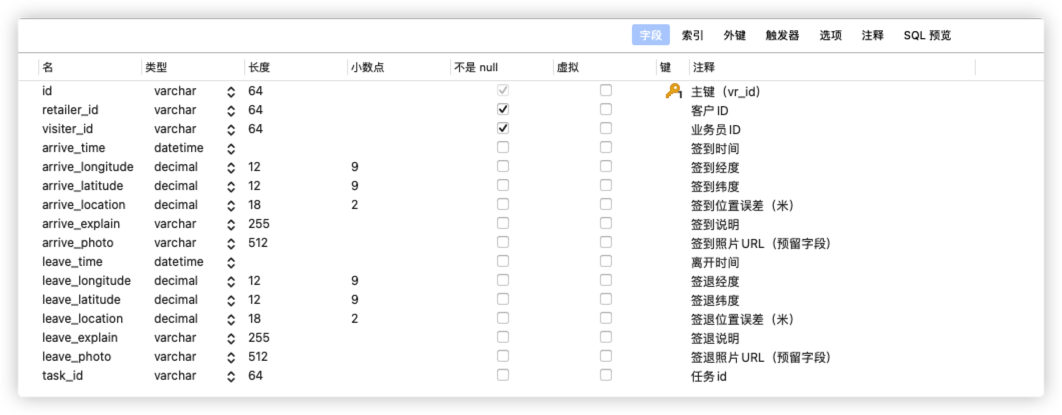 字段 索引 外键 触发器 选项 注释 SQL 预览
名 类型 长度 小数点 不是 null 虚拟 键 注释
id varchar 64 1 主键（vr_id）
retailer_id varchar 64 客户ID
visiter_id varchar 64 业务员ID
arrive_time datetime 签到时间
arrive_longitude decimal 12 9 签到经度
arrive_latitude decimal 12 9 签到纬度
arrive_location decimal 18 2 签到位置误差（米）
arrive_explain varchar 255 签到说明
arrive_photo varchar 512 签到照片URL（预留字段）
leave_time datetime 离开时间
leave_longitude decimal 12 9 签退经度
leave_latitude decimal 12 9 签退纬度
leave_location decimal 18 2 签退位置误差（米）
leave_explain varchar 255 签退说明
leave_photo varchar 512 签退照片URL（预留字段）
task_id varchar 64 任务id